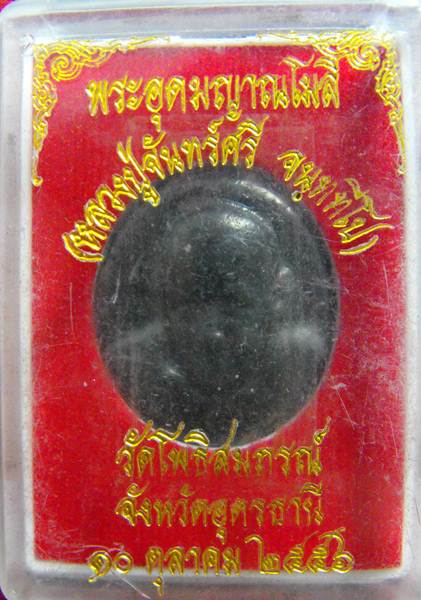 พระอุดมญาณโมลี
(หลวงปู่จันทร์ศรี จนฺททีโป)
วัดโพธิสมภรณ์
จังหวัดอุดรธานี
๑๐ ตุลาคม ๒๕๕๖